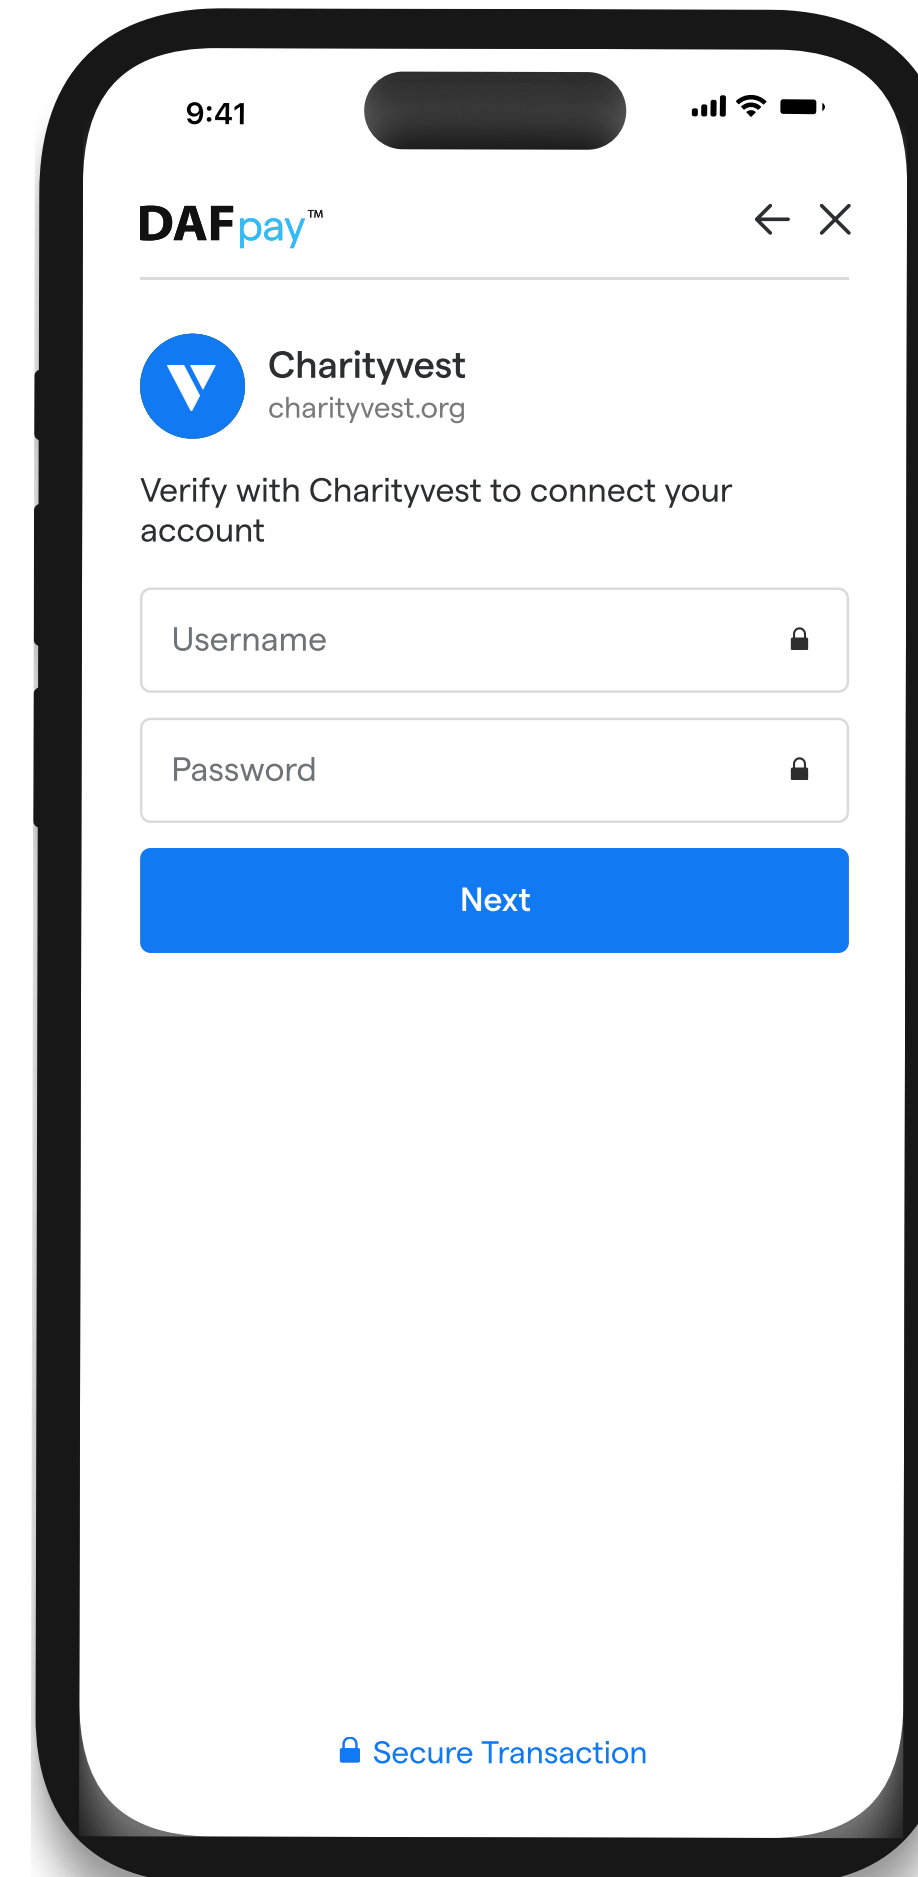 9:41
DAFpay™
Charityvest
charityvest.org
Verify with Charityvest to connect your
account
Username
Password
Next
Secure Transaction